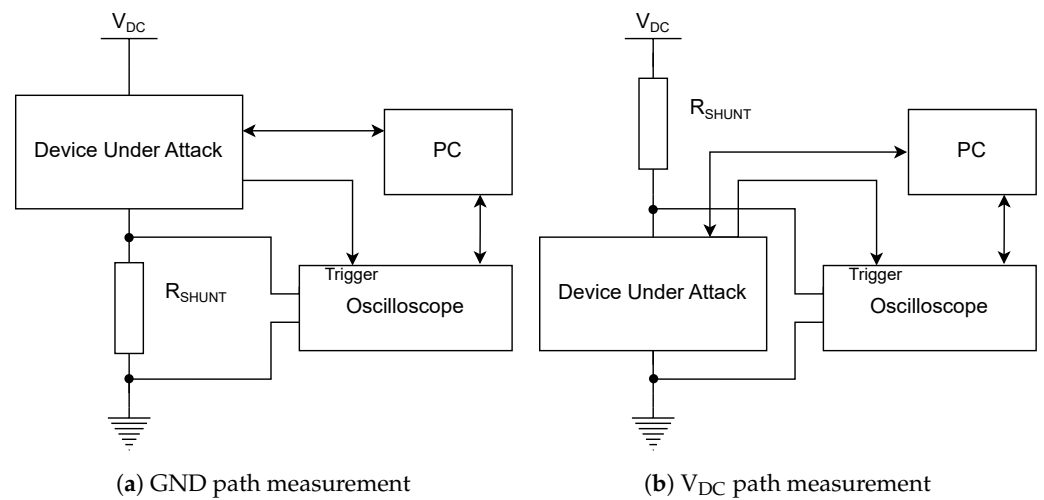 V_DC
Device Under Attack
PC
R_SHUNT
Trigger
Oscilloscope
(a) GND path measurement
V_DC
R_SHUNT
PC
Device Under Attack
Trigger
Oscilloscope
(b) V_DC path measurement